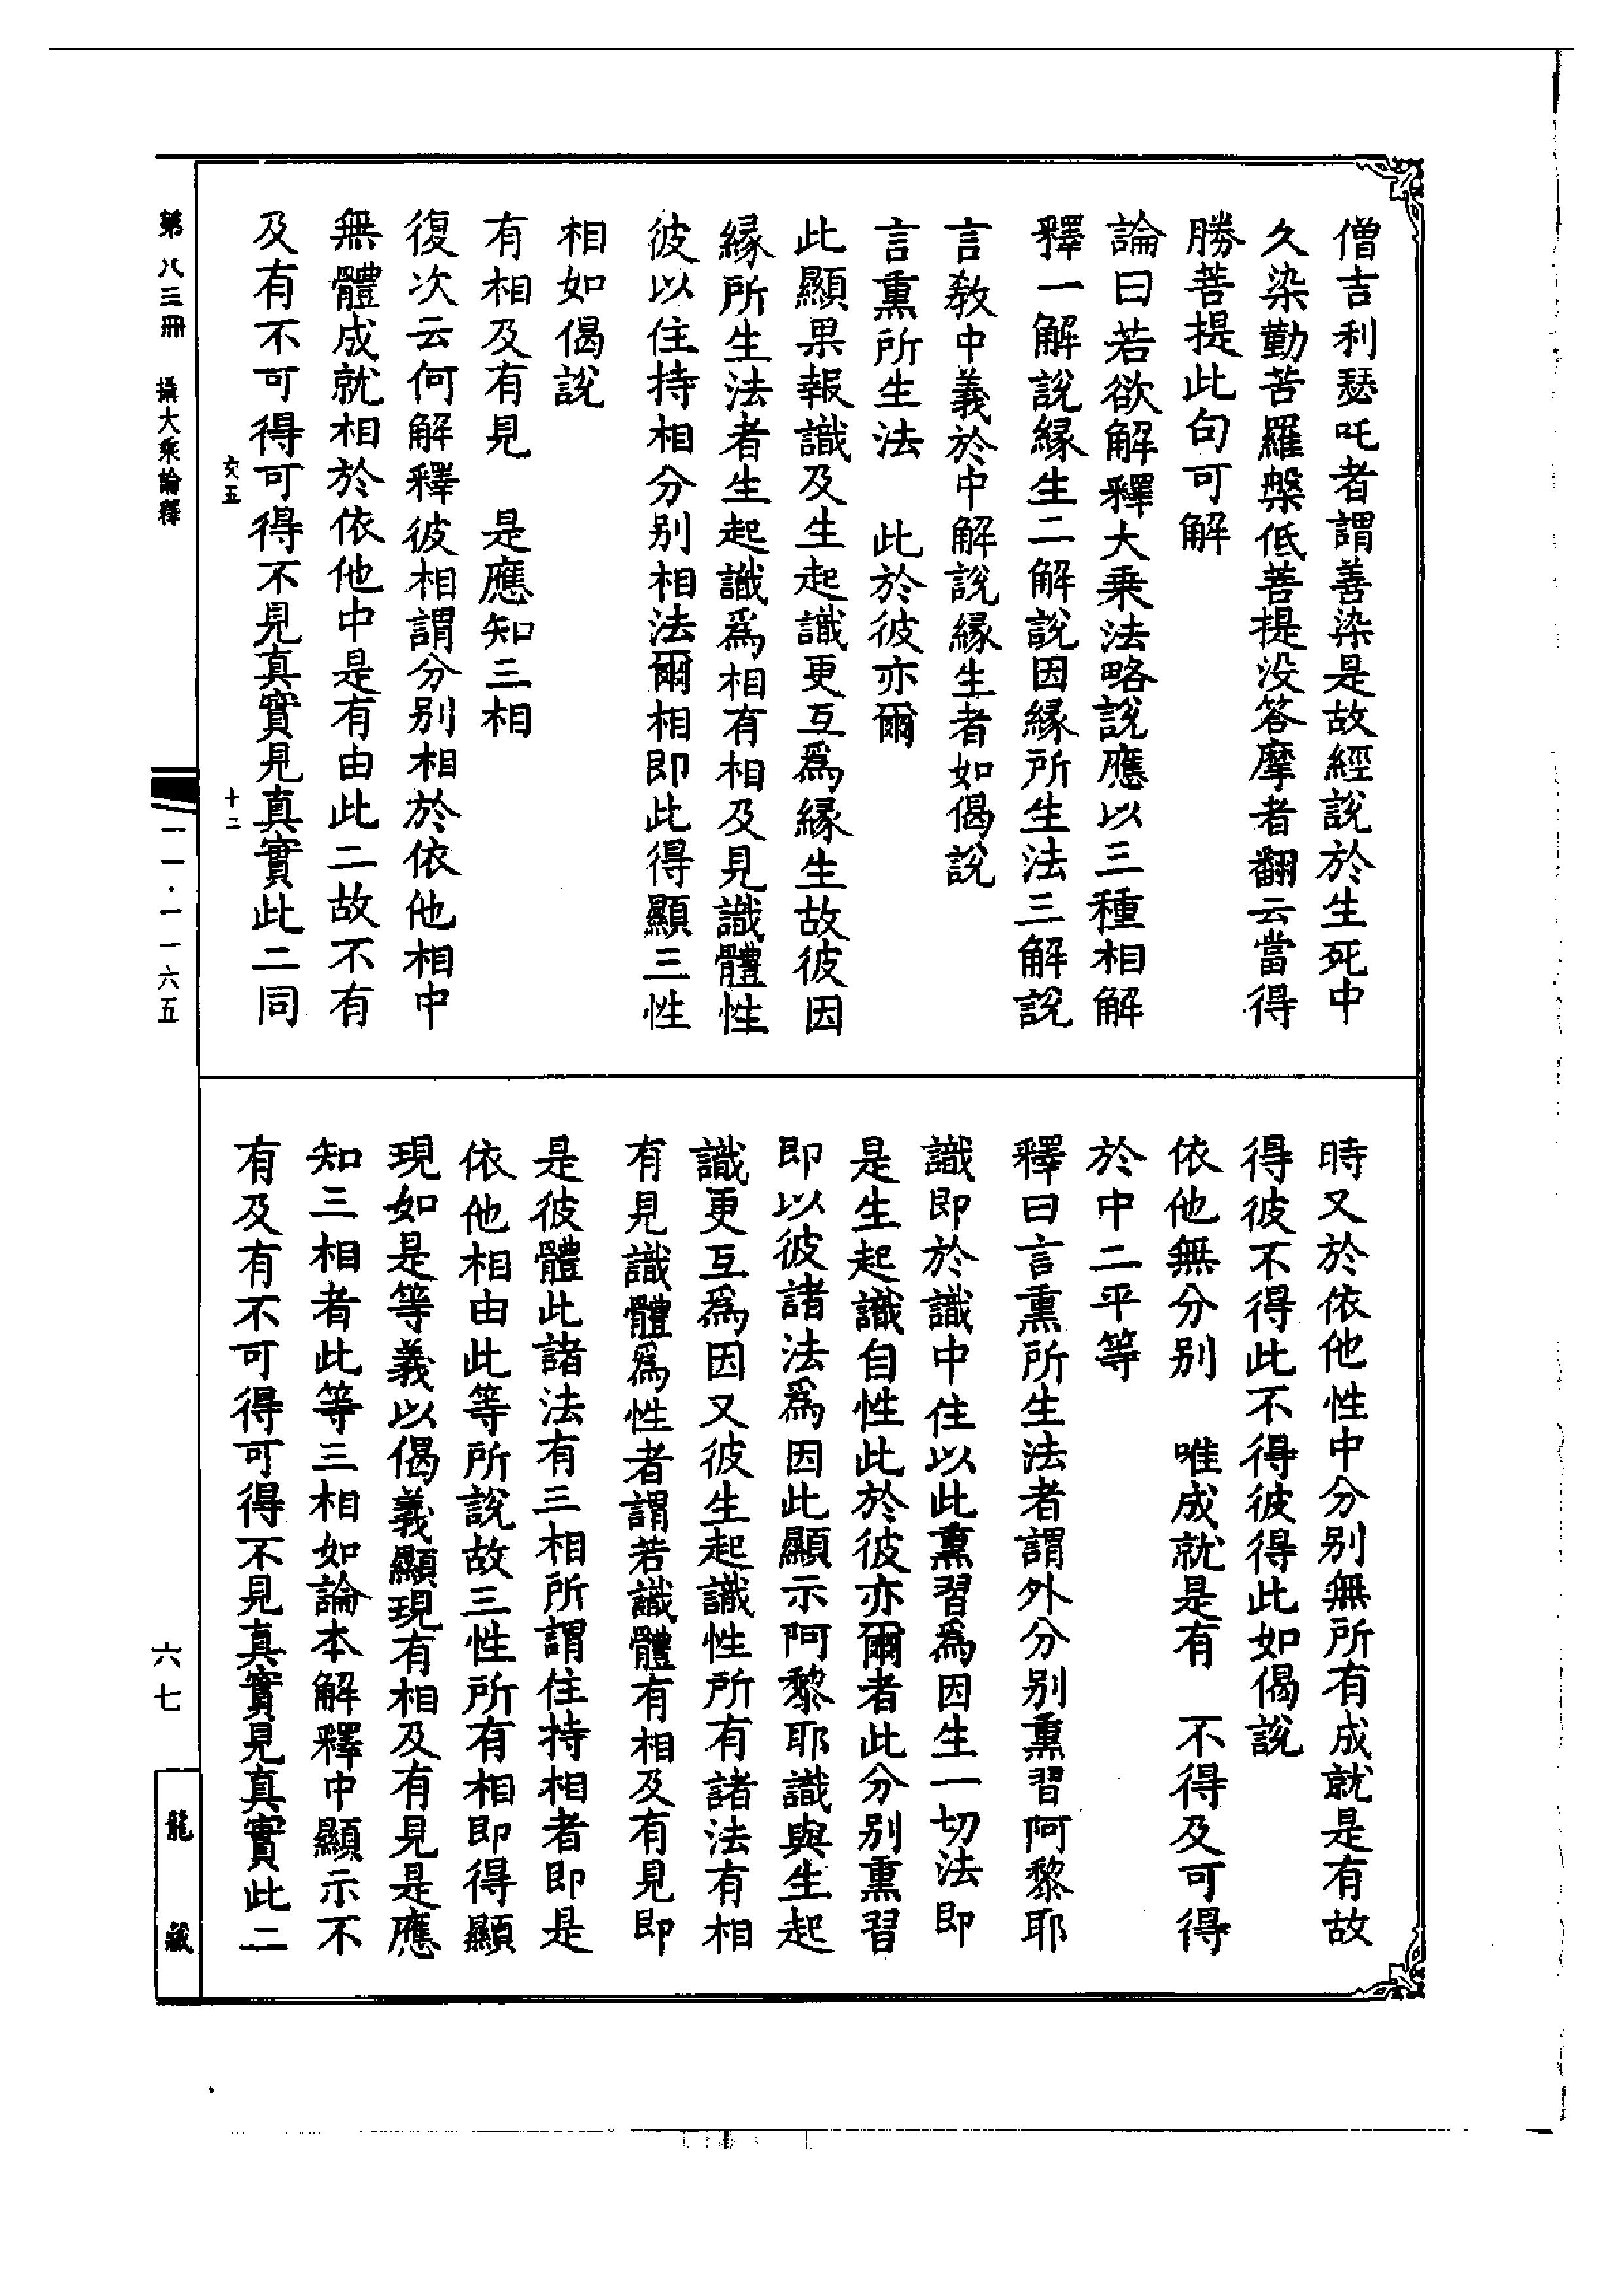 僧吉利瑟吒者謂善染是故經說於生死中
久染勤苦羅槃低菩提没答摩者翻云當得
勝菩提此句可解
論曰若欲解釋大乗法略說應以三種相解
釋一解說縁生二解說因縁所生法三解說
言教中義於中解說縁生者如偈說
言熏所生法　此於彼亦爾
此顯果報識及生起識更互爲縁生故彼因
縁所生法者生起識爲相有相及見識體性
彼以住持相分别相法爾相即此得顯三性
相如偈說
有相及有見　是應知三相
復次云何解釋彼相謂分别相於依他相中
無體成就相於依他中是有由此二故不有
及有不可得可得不見真實見真實此二同
時又於依他性中分别無所有成就是有故
得彼不得此不得彼得此如偈說
依他無分别　唯成就是有　不得及可得
於中二平等
釋曰言熏所生法者謂外分别熏習阿黎耶
識即於識中住以此熏習爲因生一切法即
是生起識自性此於彼亦爾者此分别熏習
即以彼諸法爲因此顯示阿黎耶識與生起
識更互爲因又彼生起識性所有諸法有相
有見識體爲性者謂若識體有相及有見即
是彼體此諸法有三相所謂住持相者即是
依他相由此等所說故三性所有相即得顯
現如是等義以偈義顯現有相及有見是應
知三相者此等三相如論本解釋中顯示不
有及有不可得可得不見真實見真實此二
交五　十二
第八三冊　攝大乘論釋　一一·一一六五　六七　龍藏